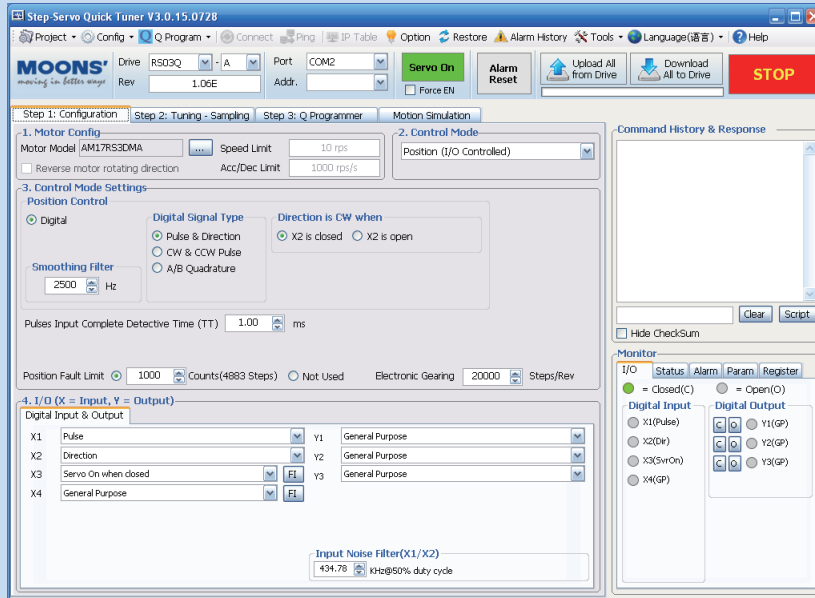 Step-Servo Quick Tuner V3.0.15.0728
Project Config Q Program Connect Ping IP Table Option Restore Alarm History Tools Language(语言) Help
MOONS'
moving in better ways
Drive RS03Q - A
Rev 1.06E
Port COM2
Addr.
Servo On
Force EN
Alarm Reset
Upload All from Drive
Download All to Drive
STOP
Step 1: Configuration Step 2: Tuning - Sampling Step 3: Q Programmer Motion Simulation
1. Motor Config
Motor Model AM17RS3DMA ... Speed Limit 10 rps
Reverse motor rotating direction Acc/Dec Limit 1000 rps/s
2. Control Mode
Position (I/O Controlled)
3. Control Mode Settings
Position Control
Digital
Digital Signal Type
Pulse & Direction
CW & CCW Pulse
A/B Quadrature
Direction is CW when
X2 is closed X2 is open
Smoothing Filter
2500 Hz
Pulses Input Complete Detective Time (TT) 1.00 ms
Position Fault Limit 1000 Counts(4883 Steps) Not Used Electronic Gearing 20000 Steps/Rev
4. I/O (X = Input, Y = Output)
Digital Input & Output
X1 Pulse Y1 General Purpose
X2 Direction Y2 General Purpose
X3 Servo On when closed FI Y3 General Purpose
X4 General Purpose FI
Input Noise Filter(X1/X2)
434.78 KHz@50% duty cycle
Command History & Response
Clear Script
Hide CheckSum
Monitor
I/O Status Alarm Param Register
= Closed(C) = Open(O)
Digital Input Digital Output
X1(Pulse) C O Y1(GP)
X2(Dir) C O Y2(GP)
X3(SvrOn) C O Y3(GP)
X4(GP)